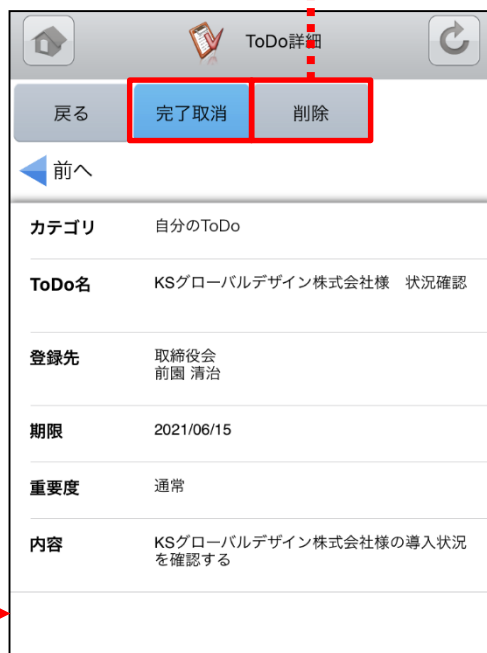 ToDo詳細
戻る 完了取消 削除
前へ
カテゴリ 自分のToDo
ToDo名 KSグローバルデザイン株式会社様　状況確認
登録先 取締役会
前園 清治
期限 2021/06/15
重要度 通常
内容 KSグローバルデザイン株式会社様の導入状況
を確認する